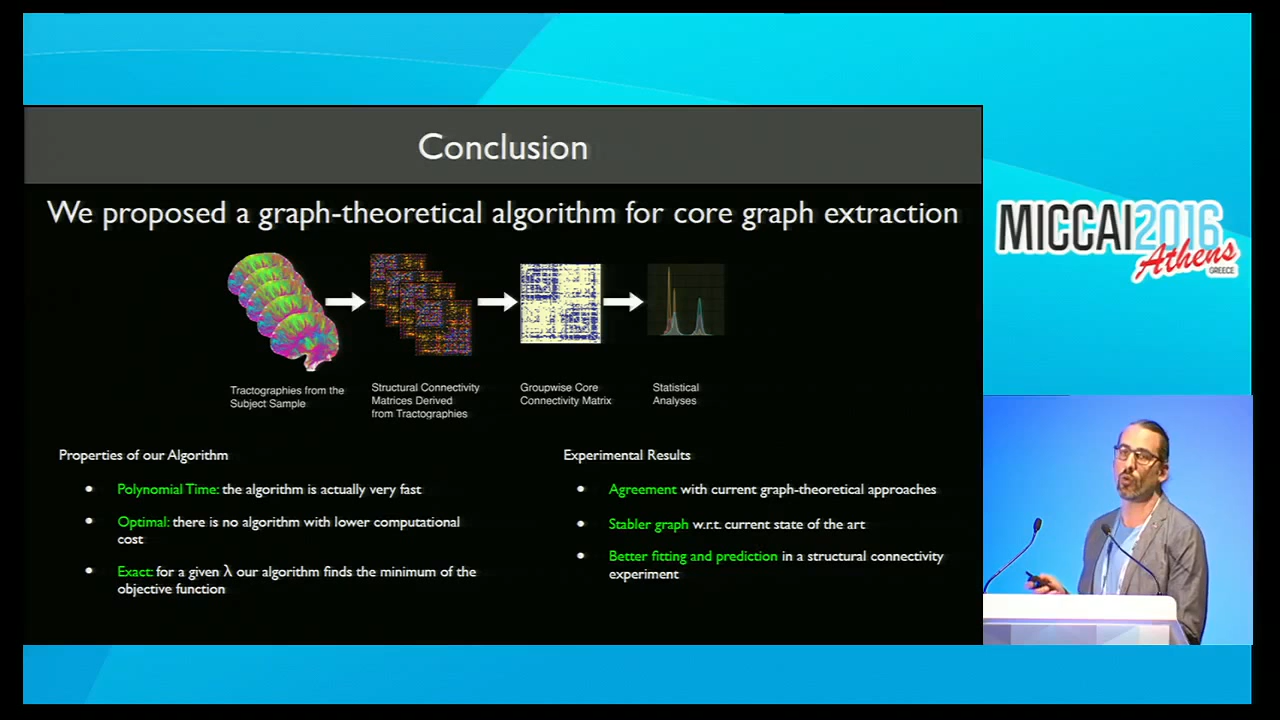 Conclusion
We proposed a graph-theoretical algorithm for core graph extraction
Tractographies from the
Subject Sample
Structural Connectivity
Matrices Derived
from Tractographies
Groupwise Core
Connectivity Matrix
Statistical
Analyses
Properties of our Algorithm
• Polynomial Time: the algorithm is actually very fast
• Optimal: there is no algorithm with lower computational
cost
• Exact: for a given λ our algorithm finds the minimum of the
objective function
Experimental Results
• Agreement with current graph-theoretical approaches
• Stabler graph w.r.t. current state of the art
• Better fitting and prediction in a structural connectivity
experiment
MICCAI2016
Athens
GREECE